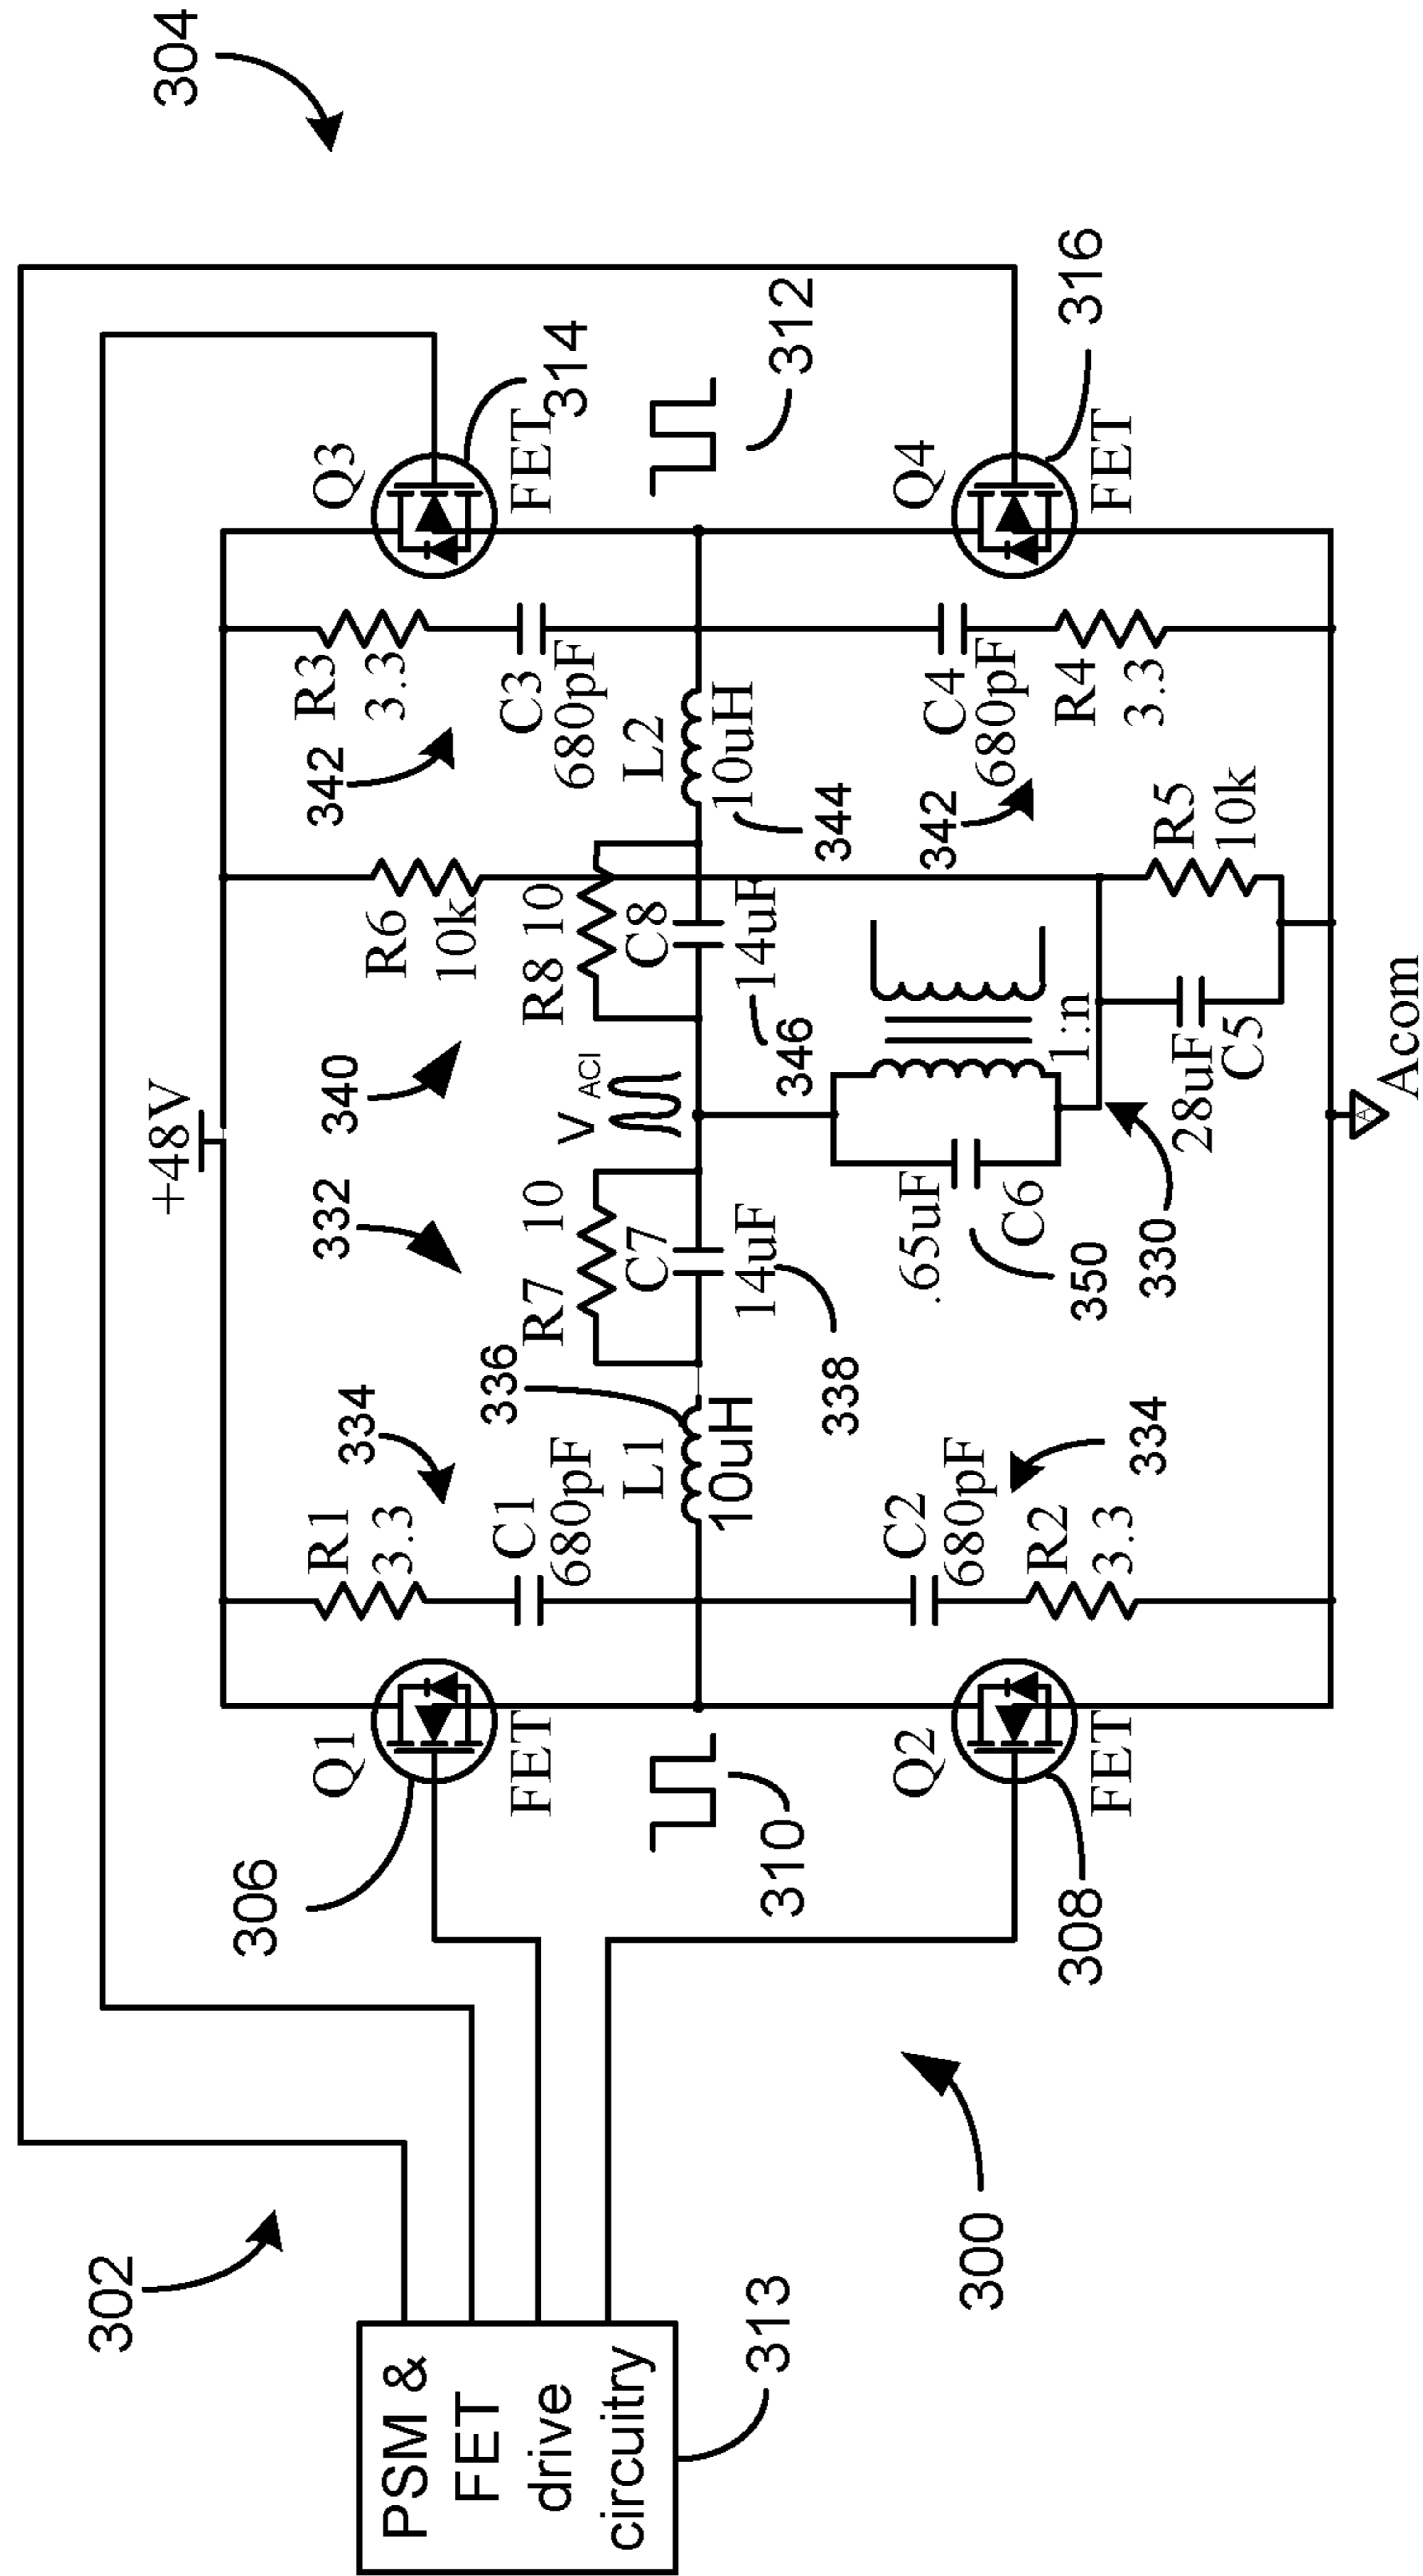 302
304
+48V
PSM &
FET
drive
circuitry
313
306
Q1
FET
R1
3.3
334
C1
680pF
336
L1
10uH
332
R7
10
C7
14uF
338
340
V ACI
R6
10k
R8
10
C8
14uF
346
342
R3
3.3
C3
680pF
L2
10uH
344
Q3
FET
314
310
312
308
Q2
FET
C2
680pF
R2
3.3
334
.65uF
C6
350
330
1:n
28uF
C5
R5
10k
342
C4
680pF
R4
3.3
Q4
FET
316
A
Acom
300